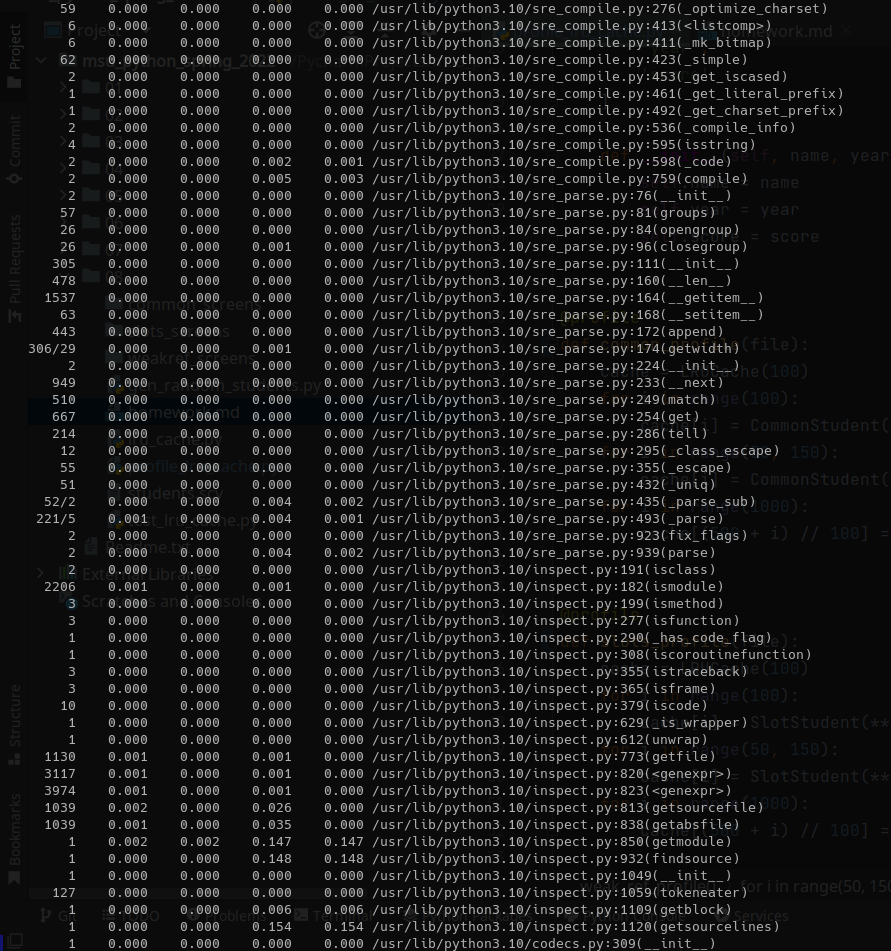 59 0.000 0.000 0.000 0.000 /usr/lib/python3.10/sre_compile.py:276(_optimize_charset)
6 0.000 0.000 0.000 0.000 /usr/lib/python3.10/sre_compile.py:413(<listcomp>)
6 0.000 0.000 0.000 0.000 /usr/lib/python3.10/sre_compile.py:411(_mk_bitmap)
62 0.000 0.000 0.000 0.000 /usr/lib/python3.10/sre_compile.py:423(_simple)
2 0.000 0.000 0.000 0.000 /usr/lib/python3.10/sre_compile.py:453(_get_iscased)
1 0.000 0.000 0.000 0.000 /usr/lib/python3.10/sre_compile.py:461(_get_literal_prefix)
1 0.000 0.000 0.000 0.000 /usr/lib/python3.10/sre_compile.py:492(_get_charset_prefix)
2 0.000 0.000 0.000 0.000 /usr/lib/python3.10/sre_compile.py:536(_compile_info)
4 0.000 0.000 0.000 0.000 /usr/lib/python3.10/sre_compile.py:595(isstring)
2 0.000 0.000 0.002 0.001 /usr/lib/python3.10/sre_compile.py:598(_code)
2 0.000 0.000 0.005 0.003 /usr/lib/python3.10/sre_compile.py:759(compile)
2 0.000 0.000 0.000 0.000 /usr/lib/python3.10/sre_parse.py:76(__init__)
57 0.000 0.000 0.000 0.000 /usr/lib/python3.10/sre_parse.py:81(groups)
26 0.000 0.000 0.000 0.000 /usr/lib/python3.10/sre_parse.py:84(opengroup)
26 0.000 0.000 0.001 0.000 /usr/lib/python3.10/sre_parse.py:96(closegroup)
305 0.000 0.000 0.000 0.000 /usr/lib/python3.10/sre_parse.py:111(__init__)
478 0.000 0.000 0.000 0.000 /usr/lib/python3.10/sre_parse.py:160(__len__)
1537 0.000 0.000 0.000 0.000 /usr/lib/python3.10/sre_parse.py:164(__getitem__)
63 0.000 0.000 0.000 0.000 /usr/lib/python3.10/sre_parse.py:168(__setitem__)
443 0.000 0.000 0.000 0.000 /usr/lib/python3.10/sre_parse.py:172(append)
306/29 0.000 0.000 0.001 0.000 /usr/lib/python3.10/sre_parse.py:174(getwidth)
2 0.000 0.000 0.000 0.000 /usr/lib/python3.10/sre_parse.py:224(__init__)
949 0.000 0.000 0.000 0.000 /usr/lib/python3.10/sre_parse.py:233(__next)
510 0.000 0.000 0.000 0.000 /usr/lib/python3.10/sre_parse.py:249(match)
667 0.000 0.000 0.000 0.000 /usr/lib/python3.10/sre_parse.py:254(get)
214 0.000 0.000 0.000 0.000 /usr/lib/python3.10/sre_parse.py:286(tell)
12 0.000 0.000 0.000 0.000 /usr/lib/python3.10/sre_parse.py:295(_class_escape)
55 0.000 0.000 0.000 0.000 /usr/lib/python3.10/sre_parse.py:355(_escape)
51 0.000 0.000 0.000 0.000 /usr/lib/python3.10/sre_parse.py:432(_uniq)
52/2 0.000 0.000 0.004 0.002 /usr/lib/python3.10/sre_parse.py:435(_parse_sub)
221/5 0.001 0.000 0.004 0.001 /usr/lib/python3.10/sre_parse.py:493(_parse)
2 0.000 0.000 0.000 0.000 /usr/lib/python3.10/sre_parse.py:923(fix_flags)
2 0.000 0.000 0.004 0.002 /usr/lib/python3.10/sre_parse.py:939(parse)
2 0.000 0.000 0.000 0.000 /usr/lib/python3.10/inspect.py:191(isclass)
2206 0.001 0.000 0.001 0.000 /usr/lib/python3.10/inspect.py:182(ismodule)
3 0.000 0.000 0.000 0.000 /usr/lib/python3.10/inspect.py:199(ismethod)
3 0.000 0.000 0.000 0.000 /usr/lib/python3.10/inspect.py:277(isfunction)
1 0.000 0.000 0.000 0.000 /usr/lib/python3.10/inspect.py:290(_has_code_flag)
1 0.000 0.000 0.000 0.000 /usr/lib/python3.10/inspect.py:308(iscoutinefunction)
3 0.000 0.000 0.000 0.000 /usr/lib/python3.10/inspect.py:355(istraceback)
3 0.000 0.000 0.000 0.000 /usr/lib/python3.10/inspect.py:365(isframe)
10 0.000 0.000 0.000 0.000 /usr/lib/python3.10/inspect.py:379(iscode)
1 0.000 0.000 0.000 0.000 /usr/lib/python3.10/inspect.py:629(_is_wrapper)
1 0.000 0.000 0.000 0.000 /usr/lib/python3.10/inspect.py:612(unwrap)
1130 0.001 0.000 0.001 0.000 /usr/lib/python3.10/inspect.py:773(getfile)
3117 0.001 0.000 0.001 0.000 /usr/lib/python3.10/inspect.py:820(<genexpr>)
3974 0.001 0.000 0.001 0.000 /usr/lib/python3.10/inspect.py:823(<genexpr>)
1039 0.002 0.000 0.026 0.000 /usr/lib/python3.10/inspect.py:813(getsourcefile)
1039 0.001 0.000 0.035 0.000 /usr/lib/python3.10/inspect.py:838(getabsfile)
1 0.002 0.002 0.147 0.147 /usr/lib/python3.10/inspect.py:850(getmodule)
1 0.000 0.000 0.148 0.148 /usr/lib/python3.10/inspect.py:932(findsource)
1 0.000 0.000 0.000 0.000 /usr/lib/python3.10/inspect.py:1049(__init__)
127 0.000 0.000 0.000 0.000 /usr/lib/python3.10/inspect.py:1059(tokeneater)
1 0.000 0.000 0.006 0.006 /usr/lib/python3.10/inspect.py:1109(getblock)
1 0.000 0.000 0.154 0.154 /usr/lib/python3.10/inspect.py:1120(getsourcelines)
1 0.000 0.000 0.000 0.000 /usr/lib/python3.10/codecs.py:309(__init__)